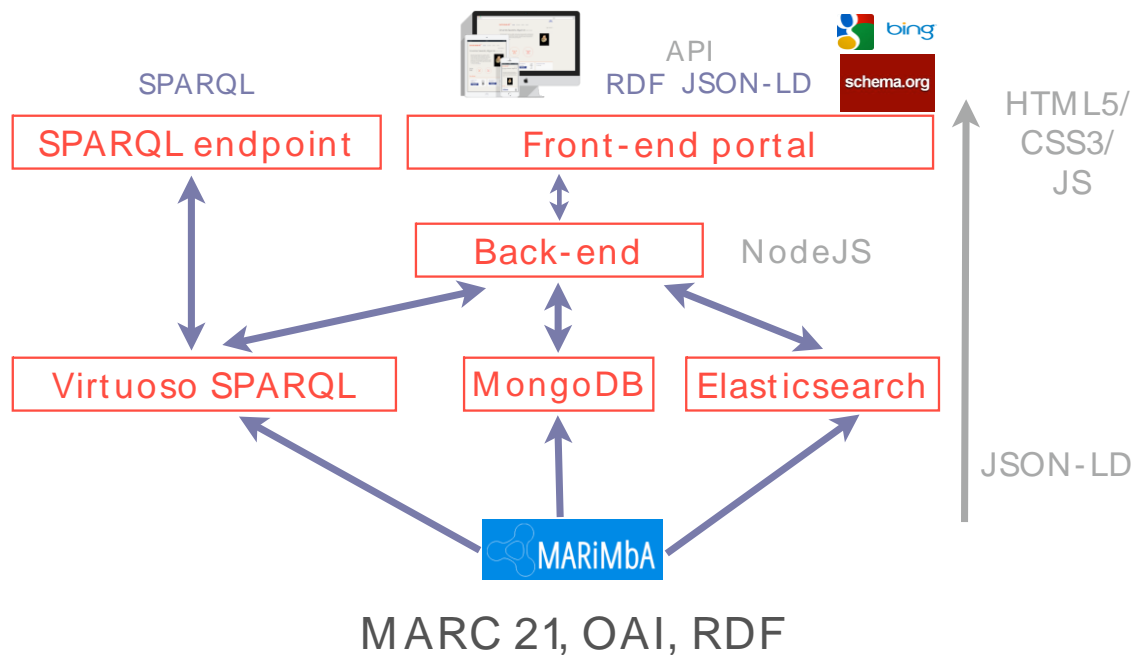 bing
API
SPARQL
RDF JSON-LD
schema.org
HTML5/
CSS3/
JS
SPARQL endpoint
Front-end portal
Back-end
NodeJS
Virtuoso SPARQL
MongoDB
Elasticsearch
JSON-LD
MARiMbA
MARC 21, OAI, RDF